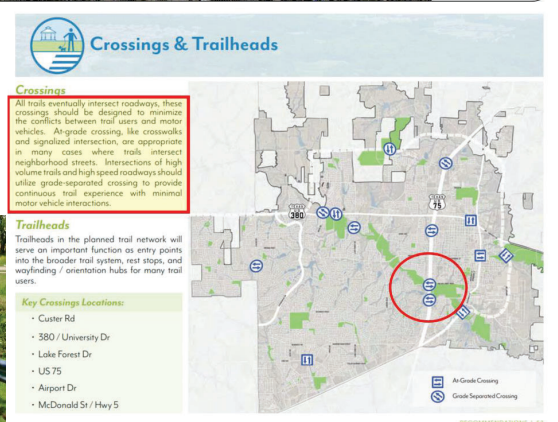 Crossings & Trailheads
Crossings
All trails eventually intersect roadways, these
crossings should be designed to minimize
the conflicts between trail users and motor
vehicles. At-grade crossing, like crosswalks
and signalized intersection, are appropriate
in many cases where trails intersect
neighborhood streets. Intersections of high
volume trails and high speed roadways should
utilize grade-separated crossing to provide
continuous trail experience with minimal
motor vehicle interactions.
Trailheads
Trailheads in the planned trail network will
serve an important function as entry points
into the broader trail system, rest stops, and
wayfinding / orientation hubs for many trail
users.
Key Crossings Locations:
• Custer Rd
• 380 / University Dr
• Lake Forest Dr
• US 75
• Airport Dr
• McDonald St / Hwy 5
380
75
At-Grade Crossing
Grade Separated Crossing